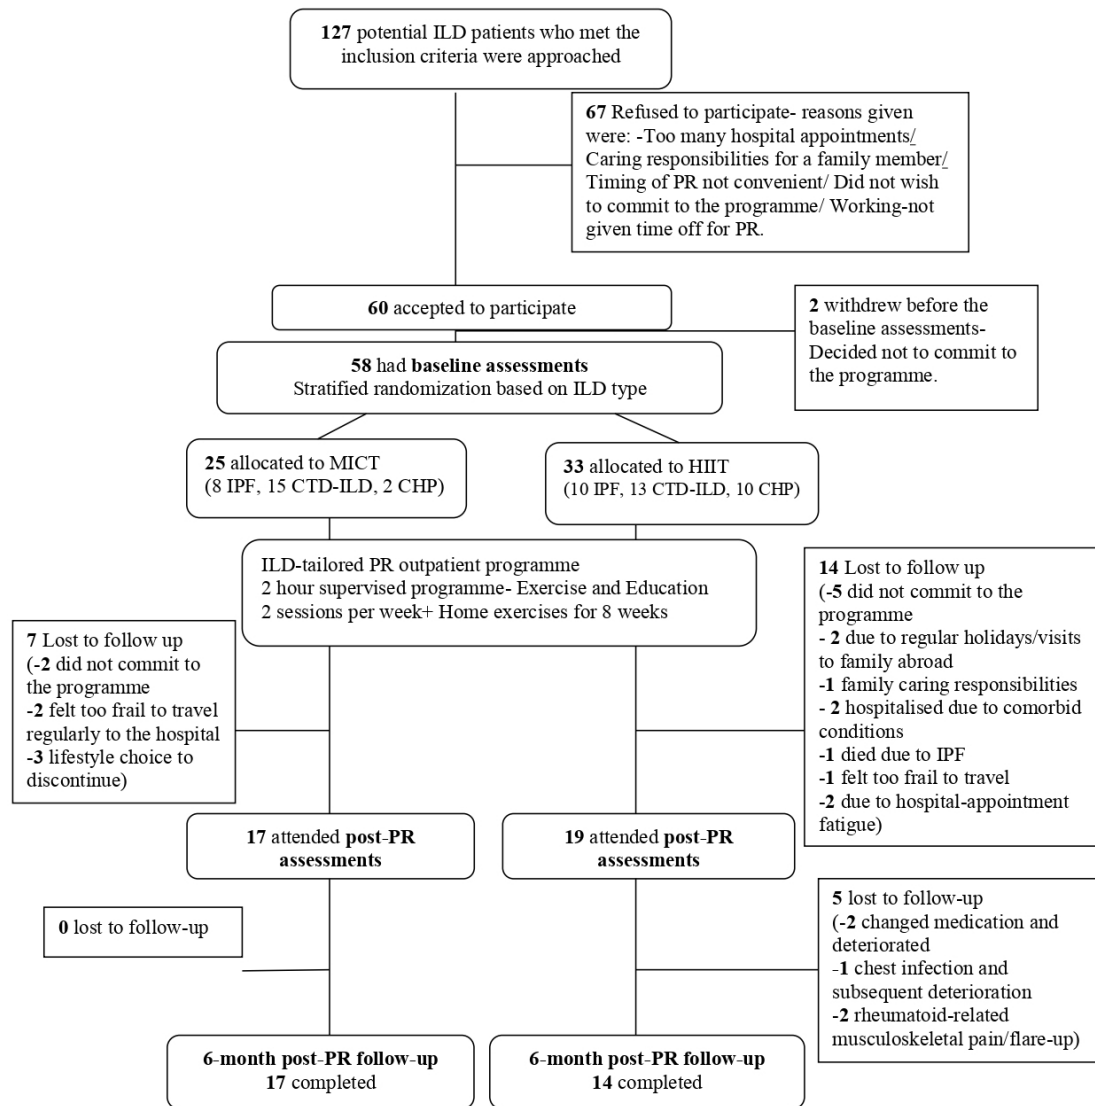 127 potential ILD patients who met the
inclusion criteria were approached
67 Refused to participate- reasons given
were: -Too many hospital appointments/
Caring responsibilities for a family member/
Timing of PR not convenient/ Did not wish
to commit to the programme/ Working-not
given time off for PR.
60 accepted to participate
2 withdrew before the
baseline assessments-
Decided not to commit to
the programme.
58 had baseline assessments
Stratified randomization based on ILD type
25 allocated to MICT
(8 IPF, 15 CTD-ILD, 2 CHP)
33 allocated to HIIT
(10 IPF, 13 CTD-ILD, 10 CHP)
ILD-tailored PR outpatient programme
2 hour supervised programme- Exercise and Education
2 sessions per week+ Home exercises for 8 weeks
7 Lost to follow up
(-2 did not commit to
the programme
-2 felt too frail to travel
regularly to the hospital
-3 lifestyle choice to
discontinue)
14 Lost to follow up
(-5 did not commit to the
programme
- 2 due to regular holidays/visits
to family abroad
-1 family caring responsibilities
- 2 hospitalised due to comorbid
conditions
-1 died due to IPF
-1 felt too frail to travel
-2 due to hospital-appointment
fatigue)
17 attended post-PR
assessments
19 attended post-PR
assessments
0 lost to follow-up
5 lost to follow-up
(-2 changed medication and
deteriorated
-1 chest infection and
subsequent deterioration
-2 rheumatoid-related
musculoskeletal pain/flare-up)
6-month post-PR follow-up
17 completed
6-month post-PR follow-up
14 completed